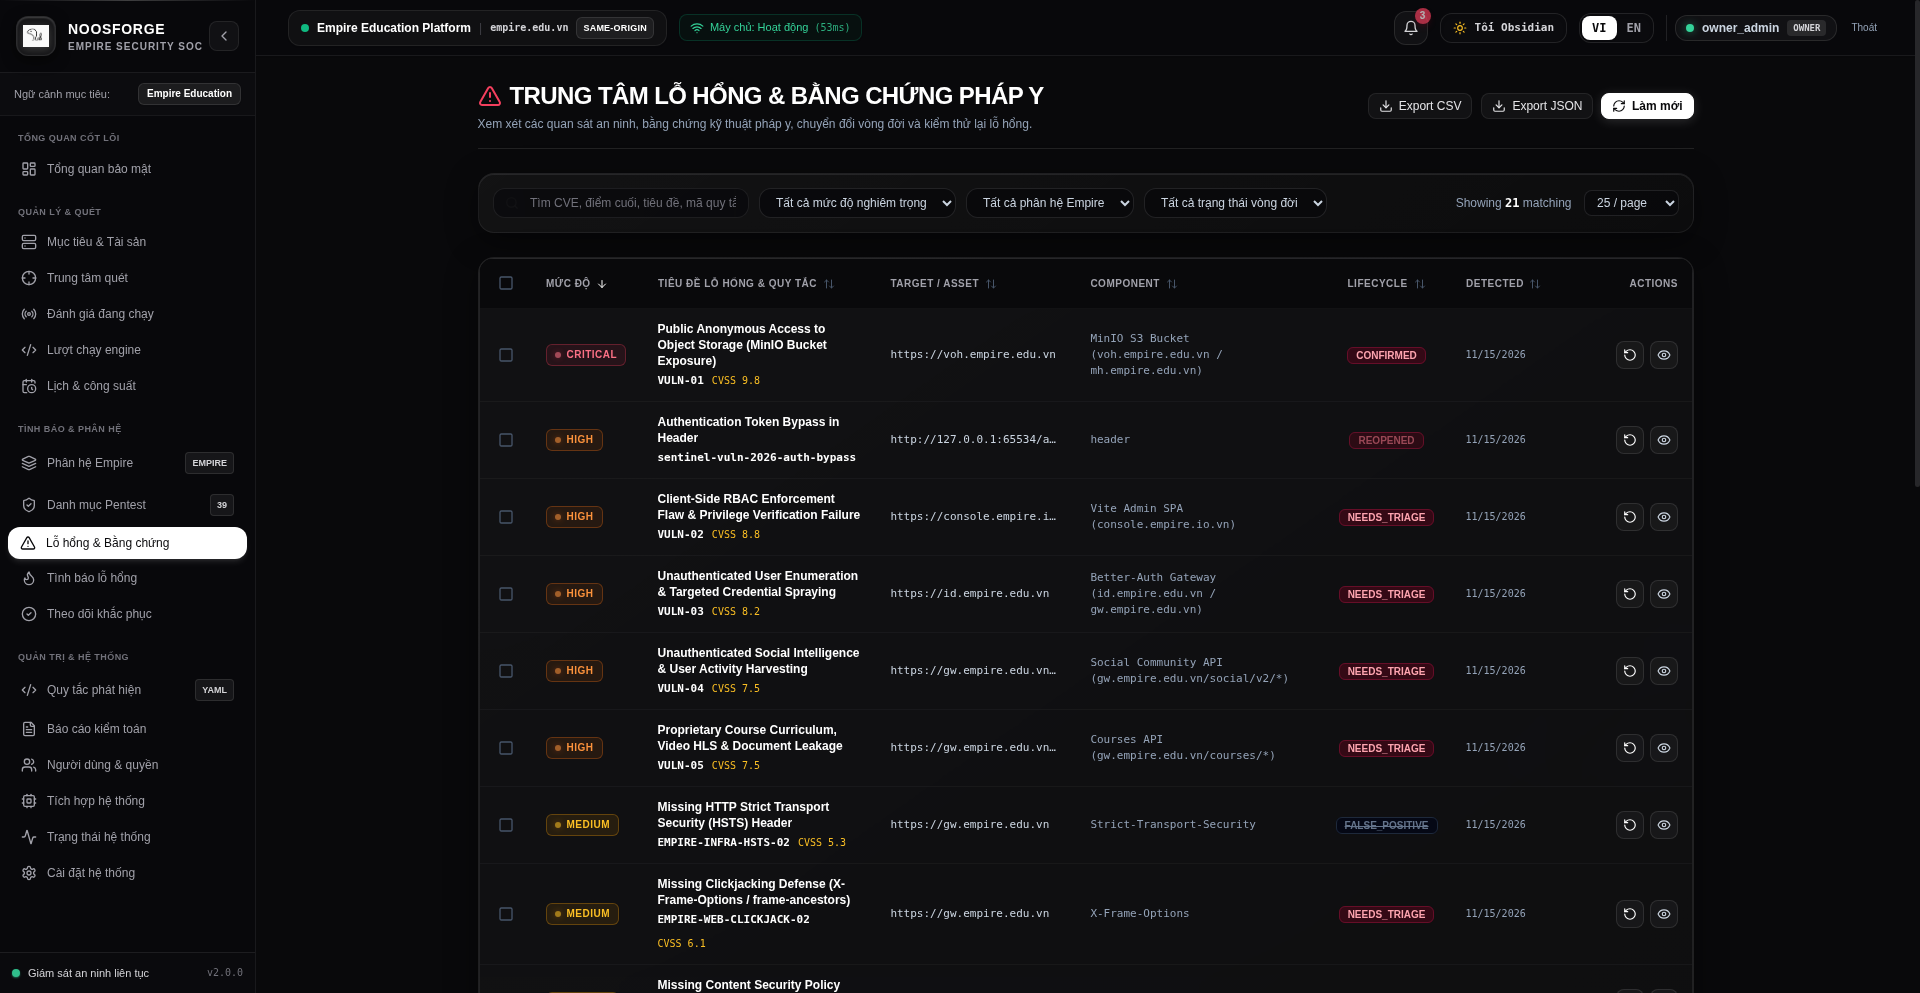 NOOSFORGE
EMPIRE SECURITY SOC
Ngữ cảnh mục tiêu:
Empire Education
TỔNG QUAN CỐT LÕI
Tổng quan bảo mật
QUẢN LÝ & QUÉT
Mục tiêu & Tài sản
Trung tâm quét
Đánh giá đang chạy
Lượt chạy engine
Lịch & công suất
TÌNH BÁO & PHÂN HỆ
Phân hệ Empire EMPIRE
Danh mục Pentest 39
Lỗ hổng & Bằng chứng
Tình báo lỗ hổng
Theo dõi khắc phục
QUẢN TRỊ & HỆ THỐNG
Quy tắc phát hiện YAML
Báo cáo kiểm toán
Người dùng & quyền
Tích hợp hệ thống
Trạng thái hệ thống
Cài đặt hệ thống
Giám sát an ninh liên tục v2.0.0
Empire Education Platform | empire.edu.vn SAME-ORIGIN
Máy chủ: Hoạt động (53ms)
3
Tối Obsidian
VI EN
owner_admin OWNER
Thoát
TRUNG TÂM LỖ HỔNG & BẰNG CHỨNG PHÁP Y
Xem xét các quan sát an ninh, bằng chứng kỹ thuật pháp y, chuyển đổi vòng đời và kiểm thử lại lỗ hổng.
Export CSV
Export JSON
Làm mới
Tìm CVE, điểm cuối, tiêu đề, mã quy tắ
Tất cả mức độ nghiêm trọng
Tất cả phân hệ Empire
Tất cả trạng thái vòng đời
Showing 21 matching
25 / page
MỨC ĐỘ TIÊU ĐỀ LỖ HỔNG & QUY TẮC TARGET / ASSET COMPONENT LIFECYCLE DETECTED ACTIONS
CRITICAL
Public Anonymous Access to
Object Storage (MinIO Bucket
Exposure)
VULN-01 CVSS 9.8
https://voh.empire.edu.vn
MinIO S3 Bucket
(voh.empire.edu.vn /
mh.empire.edu.vn)
CONFIRMED
11/15/2026
HIGH
Authentication Token Bypass in
Header
sentinel-vuln-2026-auth-bypass
http://127.0.0.1:65534/a…
header
REOPENED
11/15/2026
HIGH
Client-Side RBAC Enforcement
Flaw & Privilege Verification Failure
VULN-02 CVSS 8.8
https://console.empire.i…
Vite Admin SPA
(console.empire.io.vn)
NEEDS_TRIAGE
11/15/2026
HIGH
Unauthenticated User Enumeration
& Targeted Credential Spraying
VULN-03 CVSS 8.2
https://id.empire.edu.vn
Better-Auth Gateway
(id.empire.edu.vn /
gw.empire.edu.vn)
NEEDS_TRIAGE
11/15/2026
HIGH
Unauthenticated Social Intelligence
& User Activity Harvesting
VULN-04 CVSS 7.5
https://gw.empire.edu.vn…
Social Community API
(gw.empire.edu.vn/social/v2/*)
NEEDS_TRIAGE
11/15/2026
HIGH
Proprietary Course Curriculum,
Video HLS & Document Leakage
VULN-05 CVSS 7.5
https://gw.empire.edu.vn…
Courses API
(gw.empire.edu.vn/courses/*)
NEEDS_TRIAGE
11/15/2026
MEDIUM
Missing HTTP Strict Transport
Security (HSTS) Header
EMPIRE-INFRA-HSTS-02 CVSS 5.3
https://gw.empire.edu.vn
Strict-Transport-Security
FALSE_POSITIVE
11/15/2026
MEDIUM
Missing Clickjacking Defense (X-
Frame-Options / frame-ancestors)
EMPIRE-WEB-CLICKJACK-02
CVSS 6.1
https://gw.empire.edu.vn
X-Frame-Options
NEEDS_TRIAGE
11/15/2026
Missing Content Security Policy